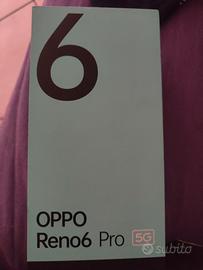 6
OPPO
Reno6 Pro 5G
subito